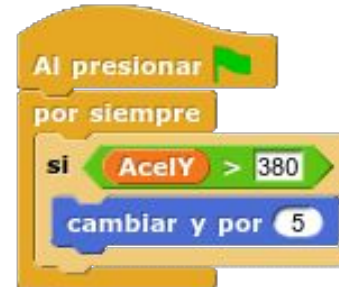 Al presionar
por siempre
si AcelY > 380
cambiar y por 5